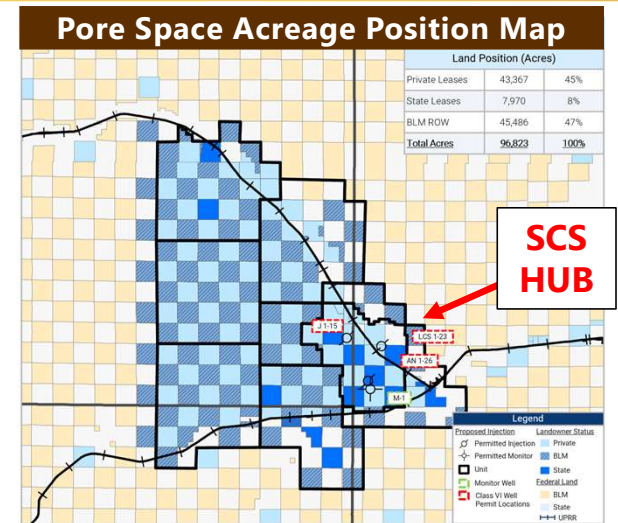 Pore Space Acreage Position Map
Land Position (Acres)
Private Leases 43,367 45%
State Leases 7,970 8%
BLM ROW 45,486 47%
Total Acres 96,823 100%
SCS
HUB
J 1-15
LCS 1-23
AN 1-26
M-1
Legend
Proposed Injection Landowner Status
Permitted Injection Private
Permitted Monitor BLM
Unit State
Monitor Well Federal Land
Class VI Well BLM
Permit Locations State
UPRR